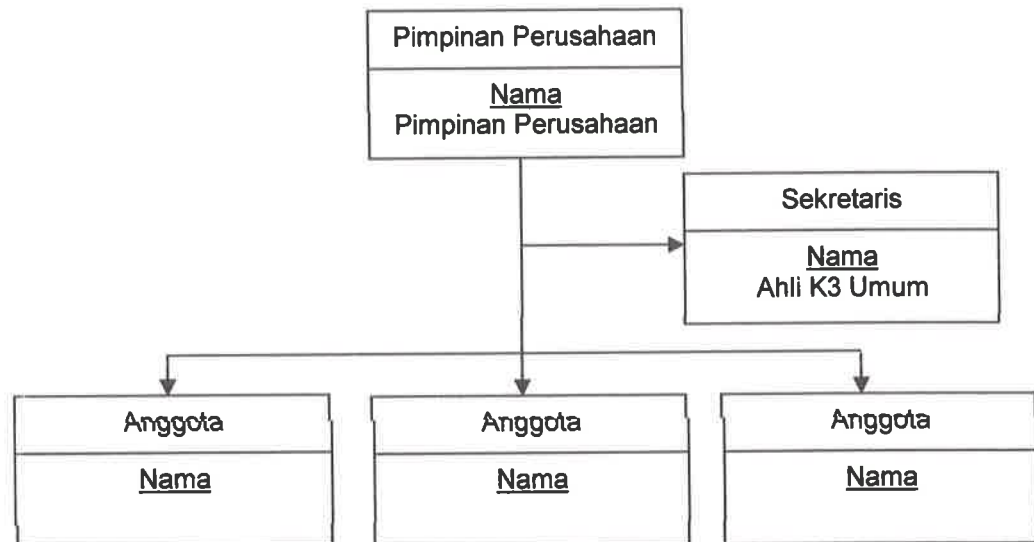 Pimpinan Perusahaan
Nama
Pimpinan Perusahaan
Sekretaris
Nama
Ahli K3 Umum
Anggota
Nama
Anggota
Nama
Anggota
Nama